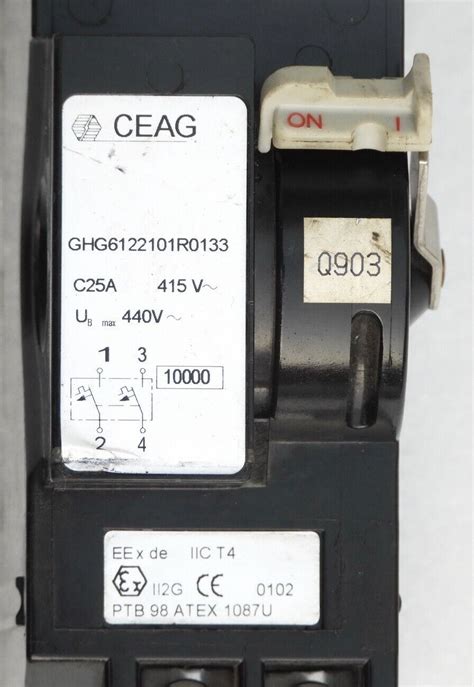 CEAG
ON I
GHG6122101R0133
Q903
C25A 415 V~
UB max 440V~
1 3
10000
2 4
EEx de IIC T4
Ex II2G CE 0102
PTB 98 ATEX 1087U